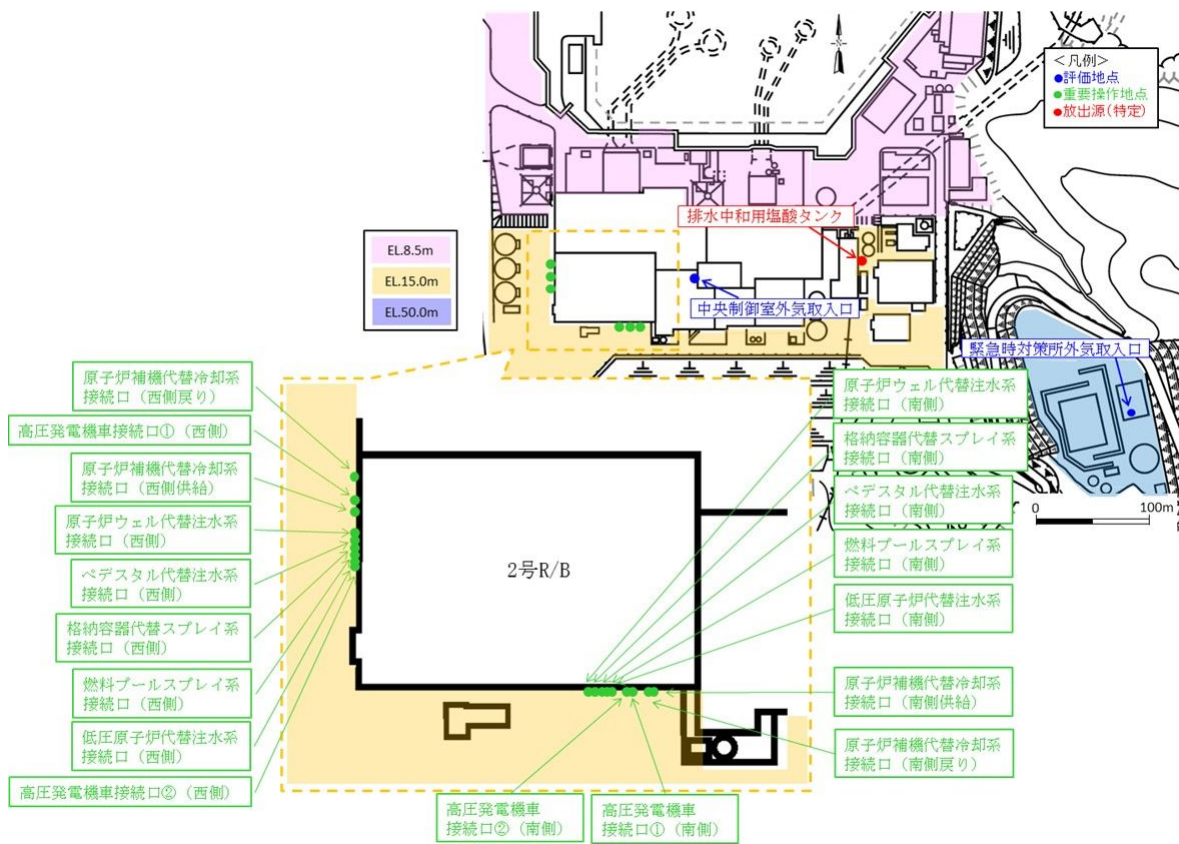 <凡例>
●評価地点
●重要操作地点
●放出源(特定)
排水中和用塩酸タンク
EL.8.5m
EL.15.0m
EL.50.0m
中央制御室外気取入口
緊急時対策所外気取入口
0
100m
原子炉補機代替冷却系
接続口(西側戻り)
高圧発電機車接続口①(西側)
原子炉補機代替冷却系
接続口(西側供給)
原子炉ウェル代替注水系
接続口(西側)
ペデスタル代替注水系
接続口(西側)
格納容器代替スプレイ系
接続口(西側)
燃料プールスプレイ系
接続口(西側)
低圧原子炉代替注水系
接続口(西側)
高圧発電機車接続口②(西側)
2号R/B
原子炉ウェル代替注水系
接続口(南側)
格納容器代替スプレイ系
接続口(南側)
ペデスタル代替注水系
接続口(南側)
燃料プールスプレイ系
接続口(南側)
低圧原子炉代替注水系
接続口(南側)
原子炉補機代替冷却系
接続口(南側供給)
原子炉補機代替冷却系
接続口(南側戻り)
高圧発電機車
接続口②(南側)
高圧発電機車
接続口①(南側)